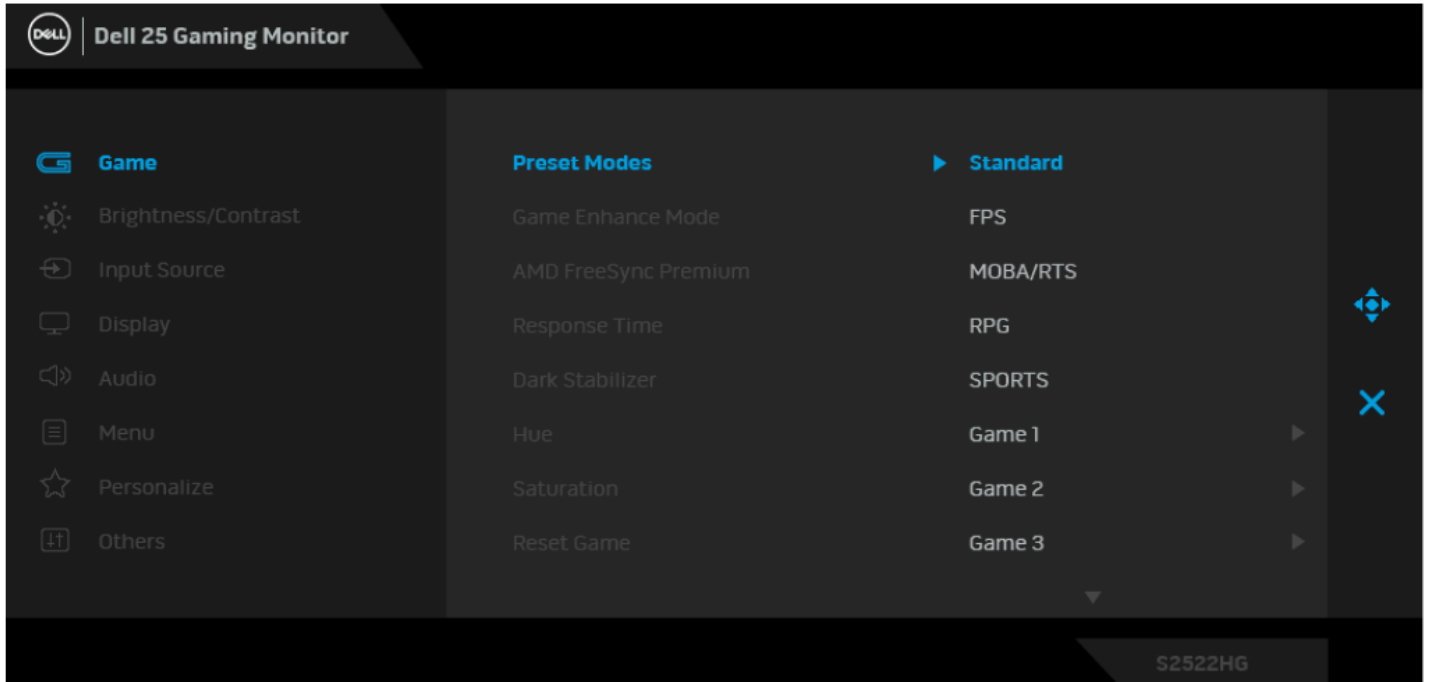 DELL Dell 25 Gaming Monitor
Game Preset Modes Standard
Brightness/Contrast Game Enhance Mode FPS
Input Source AMD FreeSync Premium MOBA/RTS
Display Response Time RPG
Audio Dark Stabilizer SPORTS
Menu Hue Game 1
Personalize Saturation Game 2
Others Reset Game Game 3
S2522HG